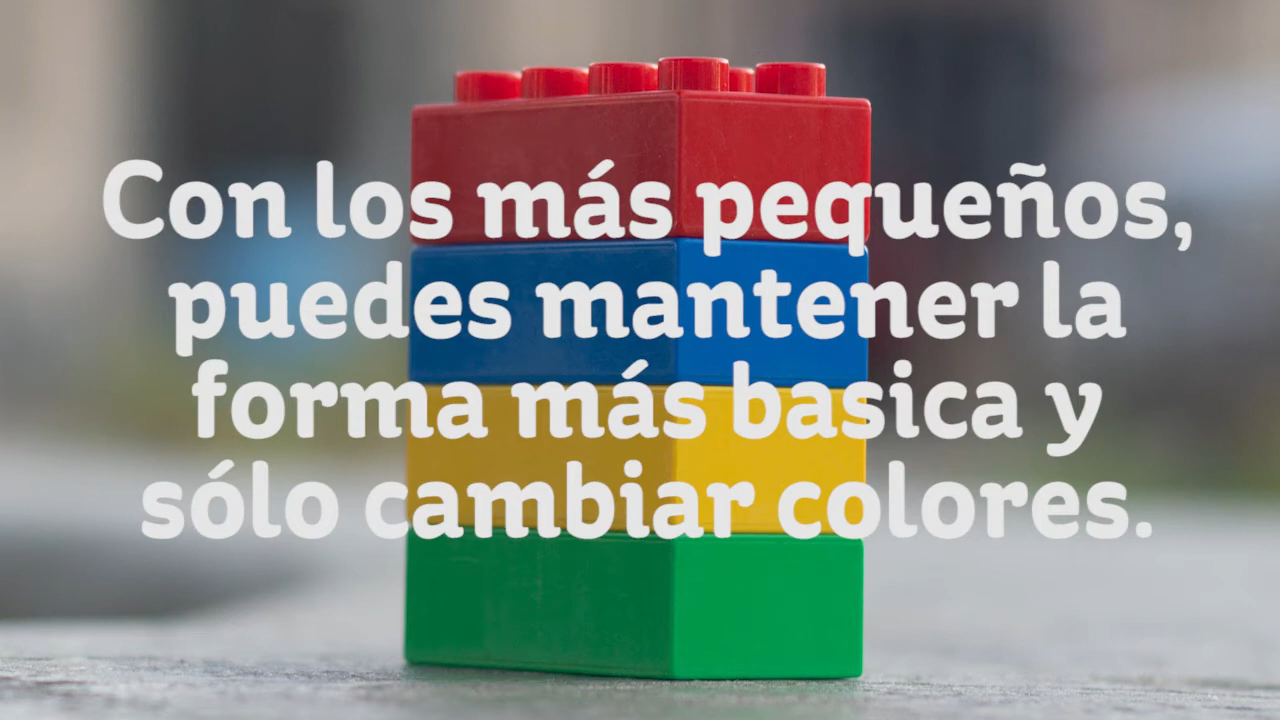 Con los más pequeños,
puedes mantener la
forma más basica y
sólo cambiar colores.